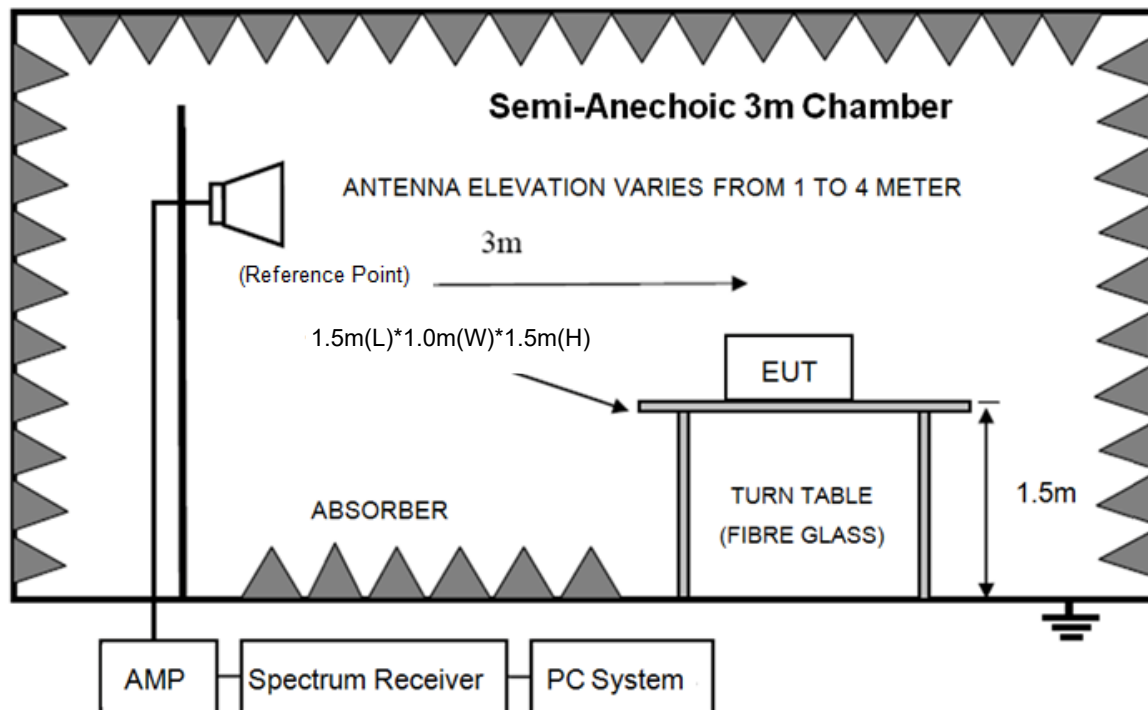 Semi-Anechoic 3m Chamber
ANTENNA ELEVATION VARIES FROM 1 TO 4 METER
3m
(Reference Point)
1.5m(L)*1.0m(W)*1.5m(H)
EUT
TURN TABLE
(FIBRE GLASS)
1.5m
ABSORBER
AMP
Spectrum Receiver
PC System